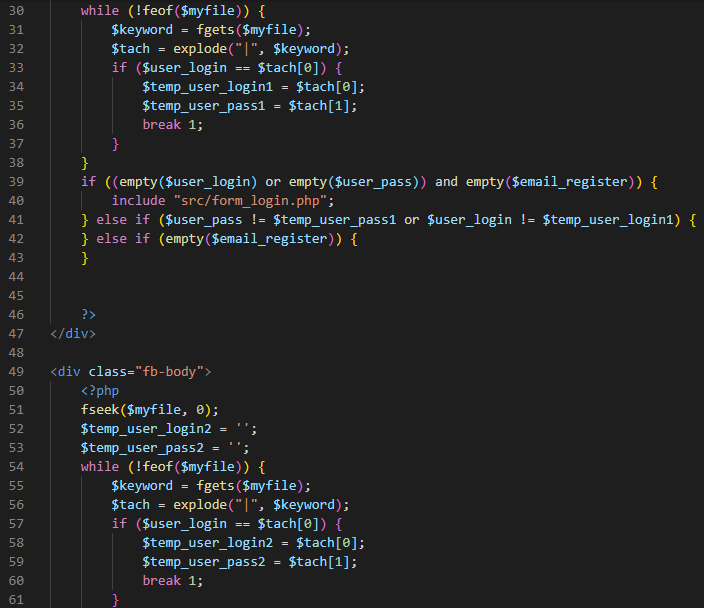 30 while (!feof($myfile)) {
31 $keyword = fgets($myfile);
32 $tach = explode("|", $keyword);
33 if ($user_login == $tach[0]) {
34 $temp_user_login1 = $tach[0];
35 $temp_user_pass1 = $tach[1];
36 break 1;
37 }
38 }
39 if ((empty($user_login) or empty($user_pass)) and empty($email_register)) {
40 include "src/form_login.php";
41 } else if ($user_pass != $temp_user_pass1 or $user_login != $temp_user_login1) {
42 } else if (empty($email_register)) {
43 }
44
45
46 ?>
47 </div>
48
49 <div class="fb-body">
50 <?php
51 fseek($myfile, 0);
52 $temp_user_login2 = '';
53 $temp_user_pass2 = '';
54 while (!feof($myfile)) {
55 $keyword = fgets($myfile);
56 $tach = explode("|", $keyword);
57 if ($user_login == $tach[0]) {
58 $temp_user_login2 = $tach[0];
59 $temp_user_pass2 = $tach[1];
60 break 1;
61 }